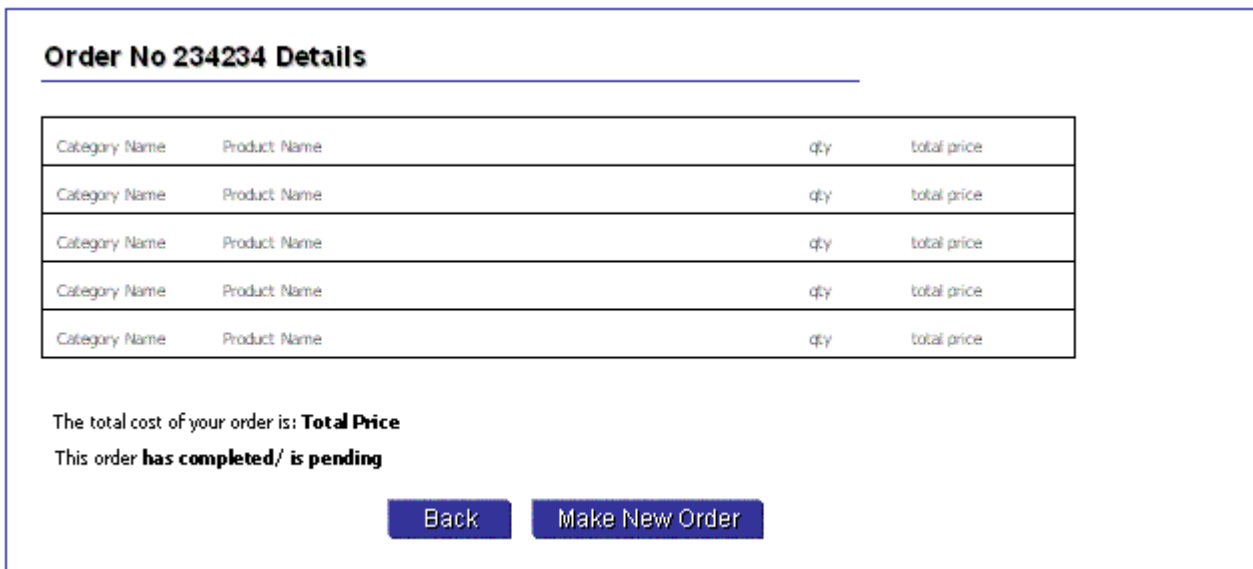 Order No 234234 Details
Category Name Product Name qty total price
Category Name Product Name qty total price
Category Name Product Name qty total price
Category Name Product Name qty total price
Category Name Product Name qty total price
The total cost of your order is: Total Price
This order has completed/ is pending
Back Make New Order